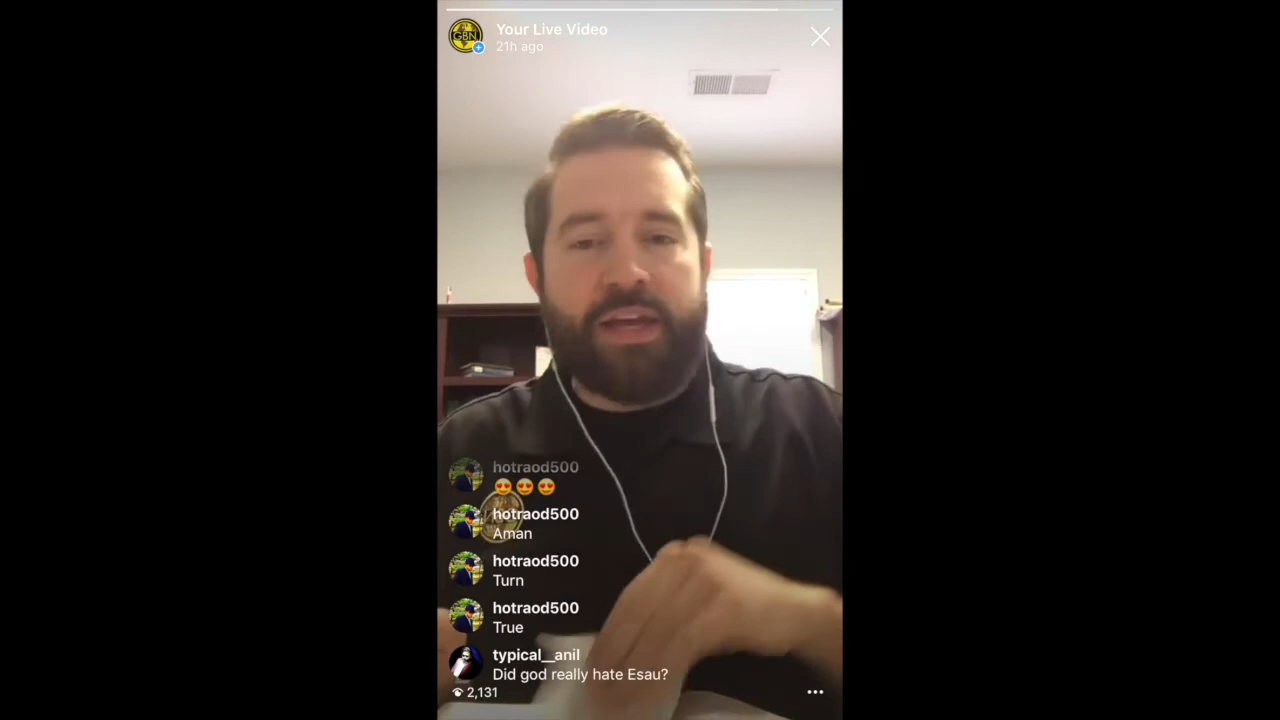 GBN
Your Live Video
21h ago
hotraod500
😍😍😍
hotraod500
Aman
hotraod500
Turn
hotraod500
True
typical__anil
Did god really hate Esau?
2,131